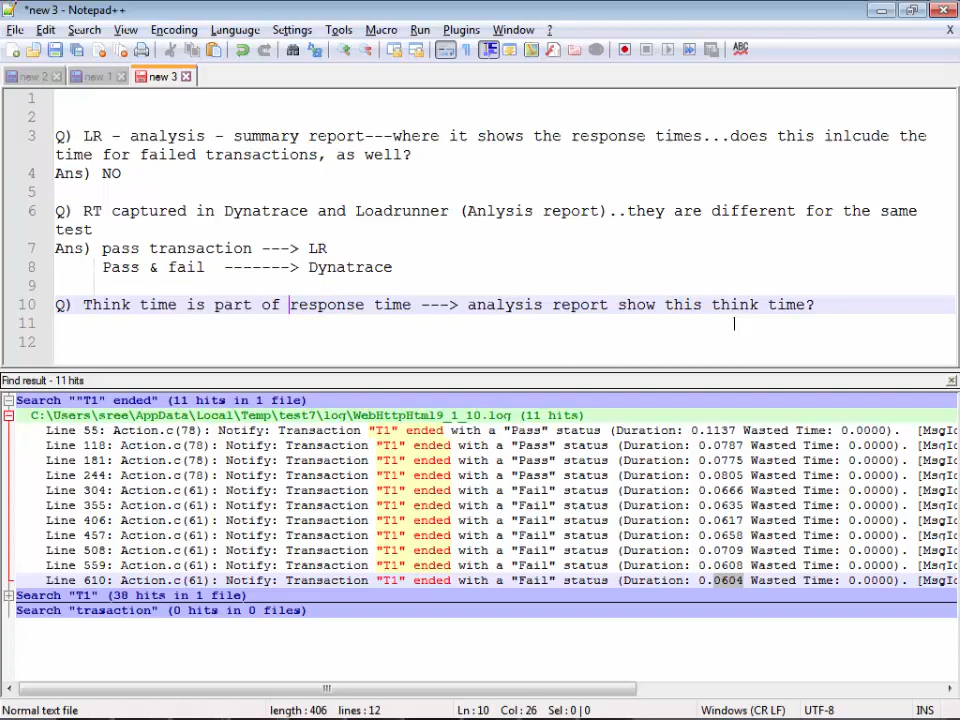 *new 3 - Notepad++
File Edit Search View Encoding Language Settings Tools Macro Run Plugins Window ? X
new 2 new 1 new 3
1
2
3 Q) LR - analysis - summary report---where it shows the response times...does this inlcude the
time for failed transactions, as well?
4 Ans) NO
5
6 Q) RT captured in Dynatrace and Loadrunner (Anlysis report)..they are different for the same
test
7 Ans) pass transaction ---> LR
8 Pass & fail -------> Dynatrace
9
10 Q) Think time is part of response time ---> analysis report show this think time?
11
12
Find result - 11 hits
Search ""T1" ended" (11 hits in 1 file)
C:\Users\sree\AppData\Local\Temp\test7\log\WebHttpHtml9_1_10.log (11 hits)
Line 55: Action.c(78): Notify: Transaction "T1" ended with a "Pass" status (Duration: 0.1137 Wasted Time: 0.0000). [MsgIc
Line 118: Action.c(78): Notify: Transaction "T1" ended with a "Pass" status (Duration: 0.0787 Wasted Time: 0.0000). [MsgI
Line 181: Action.c(78): Notify: Transaction "T1" ended with a "Pass" status (Duration: 0.0775 Wasted Time: 0.0000). [MsgI
Line 244: Action.c(78): Notify: Transaction "T1" ended with a "Pass" status (Duration: 0.0805 Wasted Time: 0.0000). [MsgI
Line 304: Action.c(61): Notify: Transaction "T1" ended with a "Fail" status (Duration: 0.0666 Wasted Time: 0.0000). [MsgI
Line 355: Action.c(61): Notify: Transaction "T1" ended with a "Fail" status (Duration: 0.0635 Wasted Time: 0.0000). [MsgI
Line 406: Action.c(61): Notify: Transaction "T1" ended with a "Fail" status (Duration: 0.0617 Wasted Time: 0.0000). [MsgI
Line 457: Action.c(61): Notify: Transaction "T1" ended with a "Fail" status (Duration: 0.0658 Wasted Time: 0.0000). [MsgI
Line 508: Action.c(61): Notify: Transaction "T1" ended with a "Fail" status (Duration: 0.0709 Wasted Time: 0.0000). [MsgI
Line 559: Action.c(61): Notify: Transaction "T1" ended with a "Fail" status (Duration: 0.0608 Wasted Time: 0.0000). [MsgI
Line 610: Action.c(61): Notify: Transaction "T1" ended with a "Fail" status (Duration: 0.0604 Wasted Time: 0.0000). [MsgI
Search "T1" (38 hits in 1 file)
Search "trasaction" (0 hits in 0 files)
Normal text file length : 406 lines : 12 Ln : 10 Col : 26 Sel : 0 | 0 Windows (CR LF) UTF-8 INS